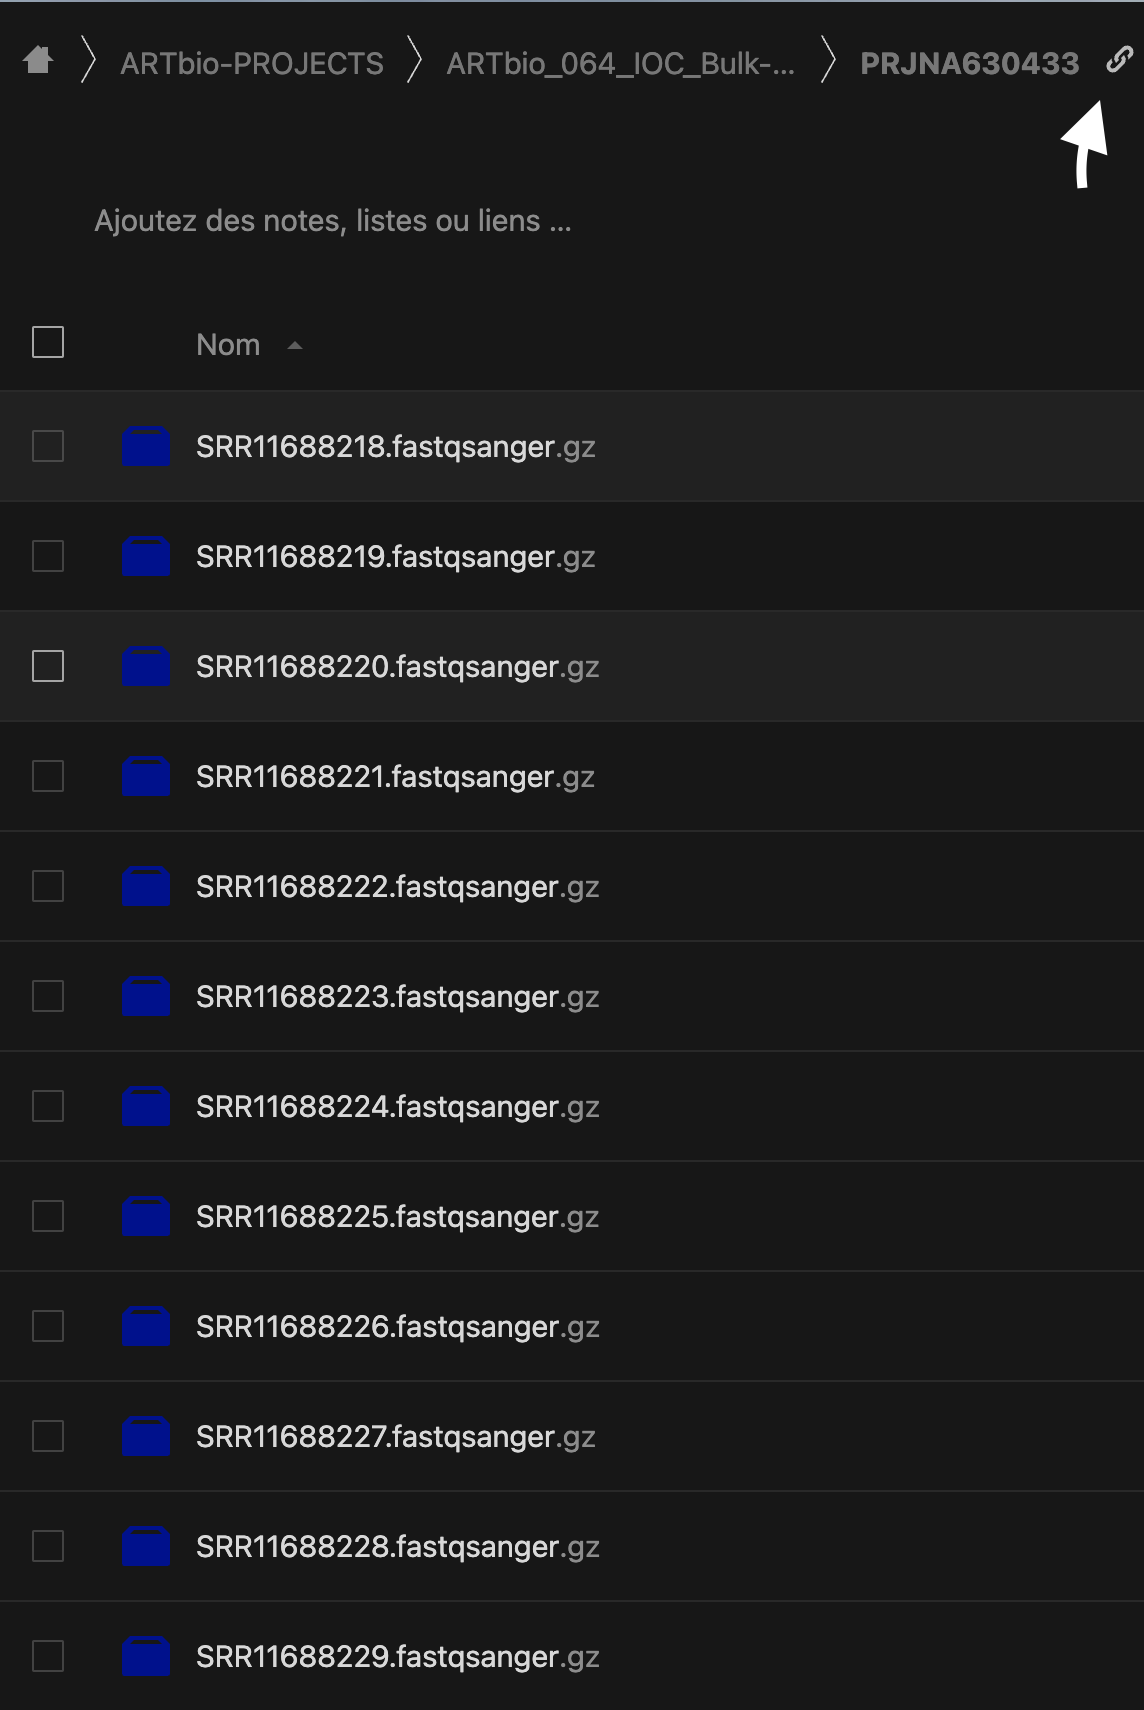 ARTbio-PROJECTS ARTbio_064_IOC_Bulk-... PRJNA630433
Ajoutez des notes, listes ou liens ...
Nom
SRR11688218.fastqsanger.gz
SRR11688219.fastqsanger.gz
SRR11688220.fastqsanger.gz
SRR11688221.fastqsanger.gz
SRR11688222.fastqsanger.gz
SRR11688223.fastqsanger.gz
SRR11688224.fastqsanger.gz
SRR11688225.fastqsanger.gz
SRR11688226.fastqsanger.gz
SRR11688227.fastqsanger.gz
SRR11688228.fastqsanger.gz
SRR11688229.fastqsanger.gz